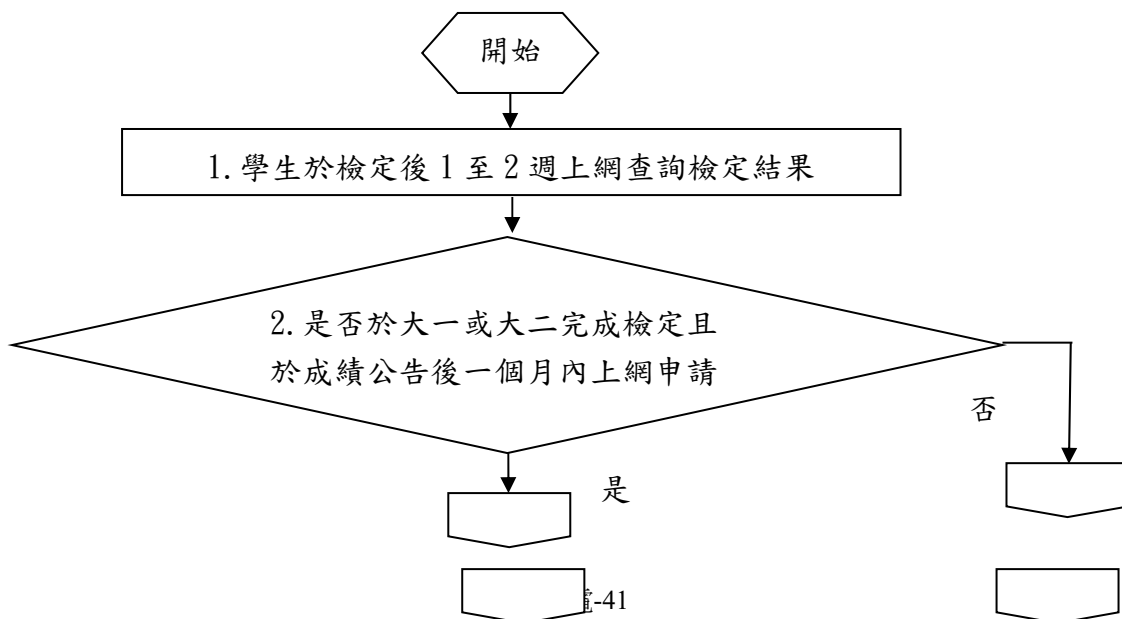 開始
1.學生於檢定後 1 至 2 週上網查詢檢定結果
2.是否於大一或大二完成檢定且
於成績公告後一個月內上網申請
否
是
-41